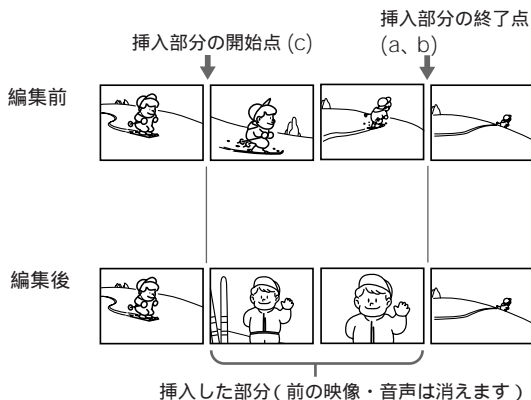 挿入部分の開始点 (c)
挿入部分の終了点
(a、b)
編集前
編集後
挿入した部分(前の映像・音声は消えます)